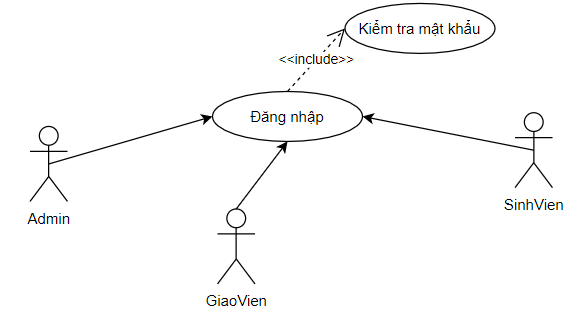 Kiểm tra mật khẩu
<<include>>
Đăng nhập
Admin
SinhVien
GiaoVien